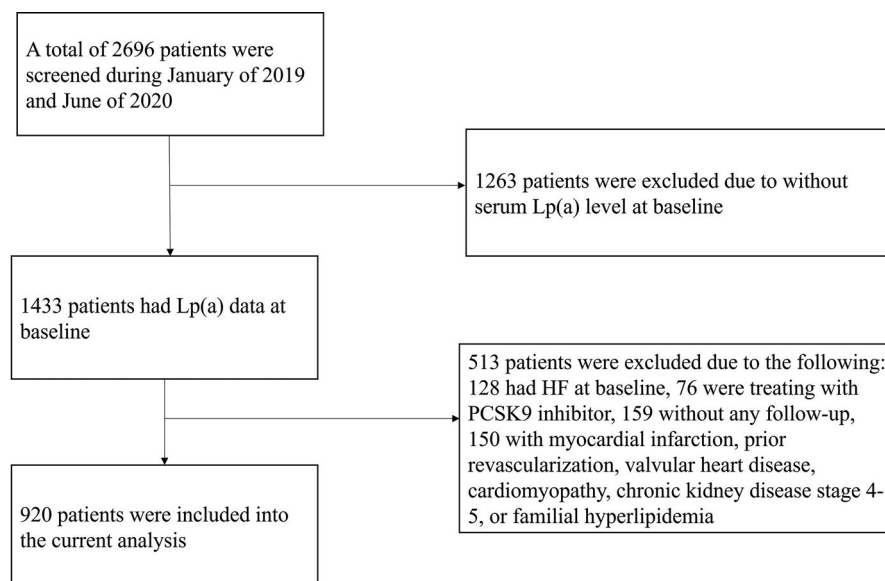 A total of 2696 patients were
screened during January of 2019
and June of 2020
1263 patients were excluded due to without
serum Lp(a) level at baseline
1433 patients had Lp(a) data at
baseline
513 patients were excluded due to the following:
128 had HF at baseline, 76 were treating with
PCSK9 inhibitor, 159 without any follow-up,
150 with myocardial infarction, prior
revascularization, valvular heart disease,
cardiomyopathy, chronic kidney disease stage 4-
5, or familial hyperlipidemia
920 patients were included into
the current analysis